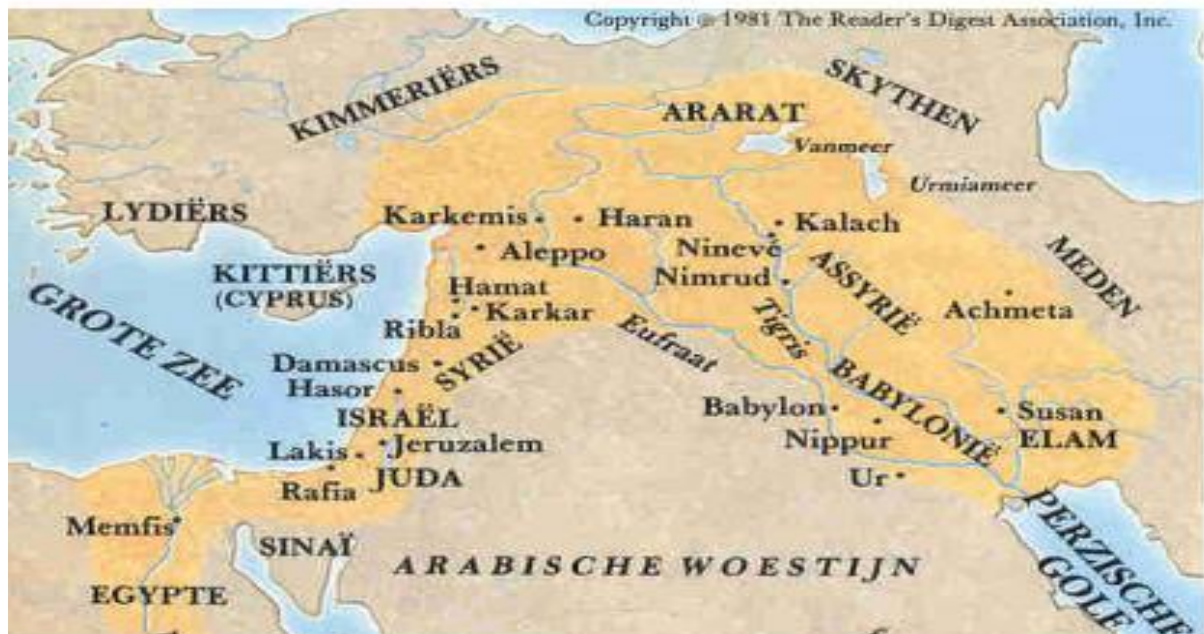 Copyright © 1981 The Reader's Digest Association, Inc.
KIMMERIËRS
SKYTHEN
ARARAT
Vanmeer
Urmiameer
LYDIËRS
Karkemis
Haran
Kalach
Aleppo
Ninevé
MEDEN
KITTIËRS
(CYPRUS)
Nimrud
ASSYRIË
Hamat
Achmeta
GROTE ZEE
Karkar
Ribla
Tigris
Eufraat
SYRIË
Damascus
Hasor
BABYLONIË
ISRAËL
Babylon
Susan
Nippur
ELAM
Jeruzalem
Lakis
JUDA
Rafia
Ur
Memfis
PERZISCHE
GOLF
SINAÏ
ARABISCHE WOESTIJN
EGYPTE